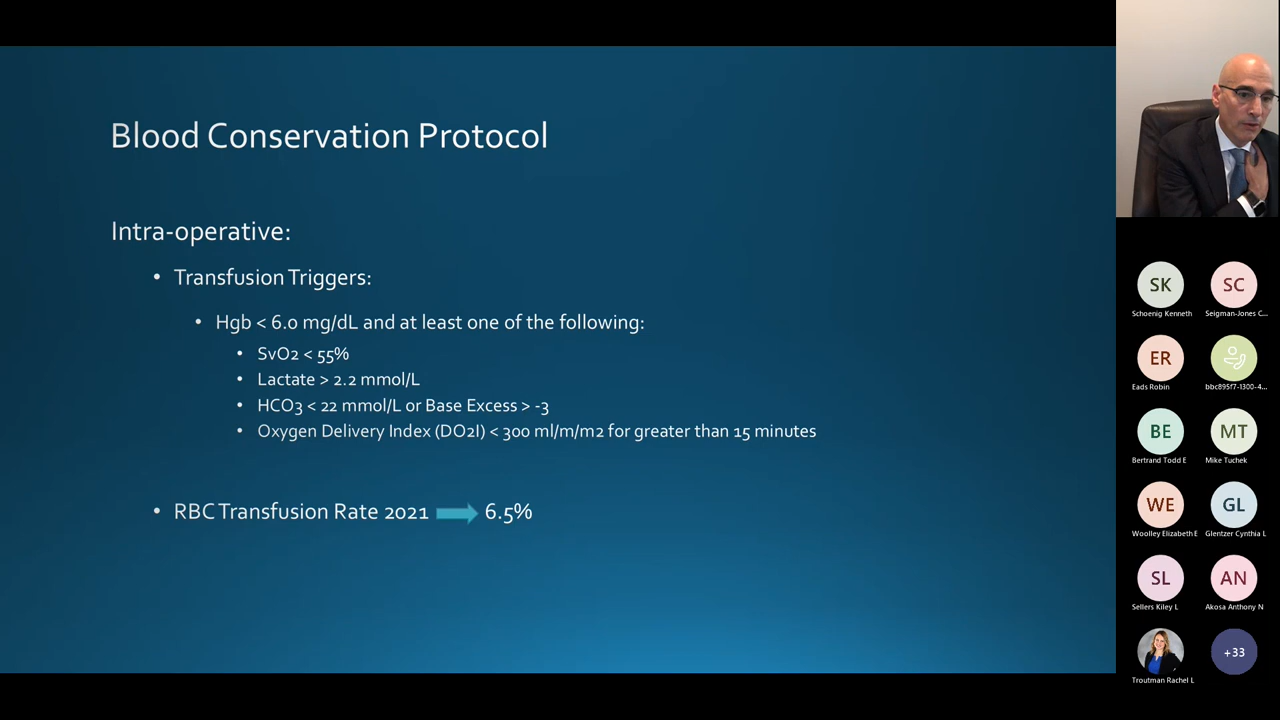 Blood Conservation Protocol
Intra-operative:
• Transfusion Triggers:
• Hgb < 6.0 mg/dL and at least one of the following:
• SvO2 < 55%
• Lactate > 2.2 mmol/L
• HCO3 < 22 mmol/L or Base Excess > -3
• Oxygen Delivery Index (DO2I) < 300 ml/m/m2 for greater than 15 minutes
• RBC Transfusion Rate 2021 6.5%
SK SC
Schoenig Kenneth Seigman-Jones C...
ER
Eads Robin bbc895f7-1300-4...
BE MT
Bertrand Todd E Mike Tuchek
WE GL
Woolley Elizabeth E Glentzer Cynthia L
SL AN
Sellers Kiley L Akosa Anthony N
+33
Troutman Rachel L